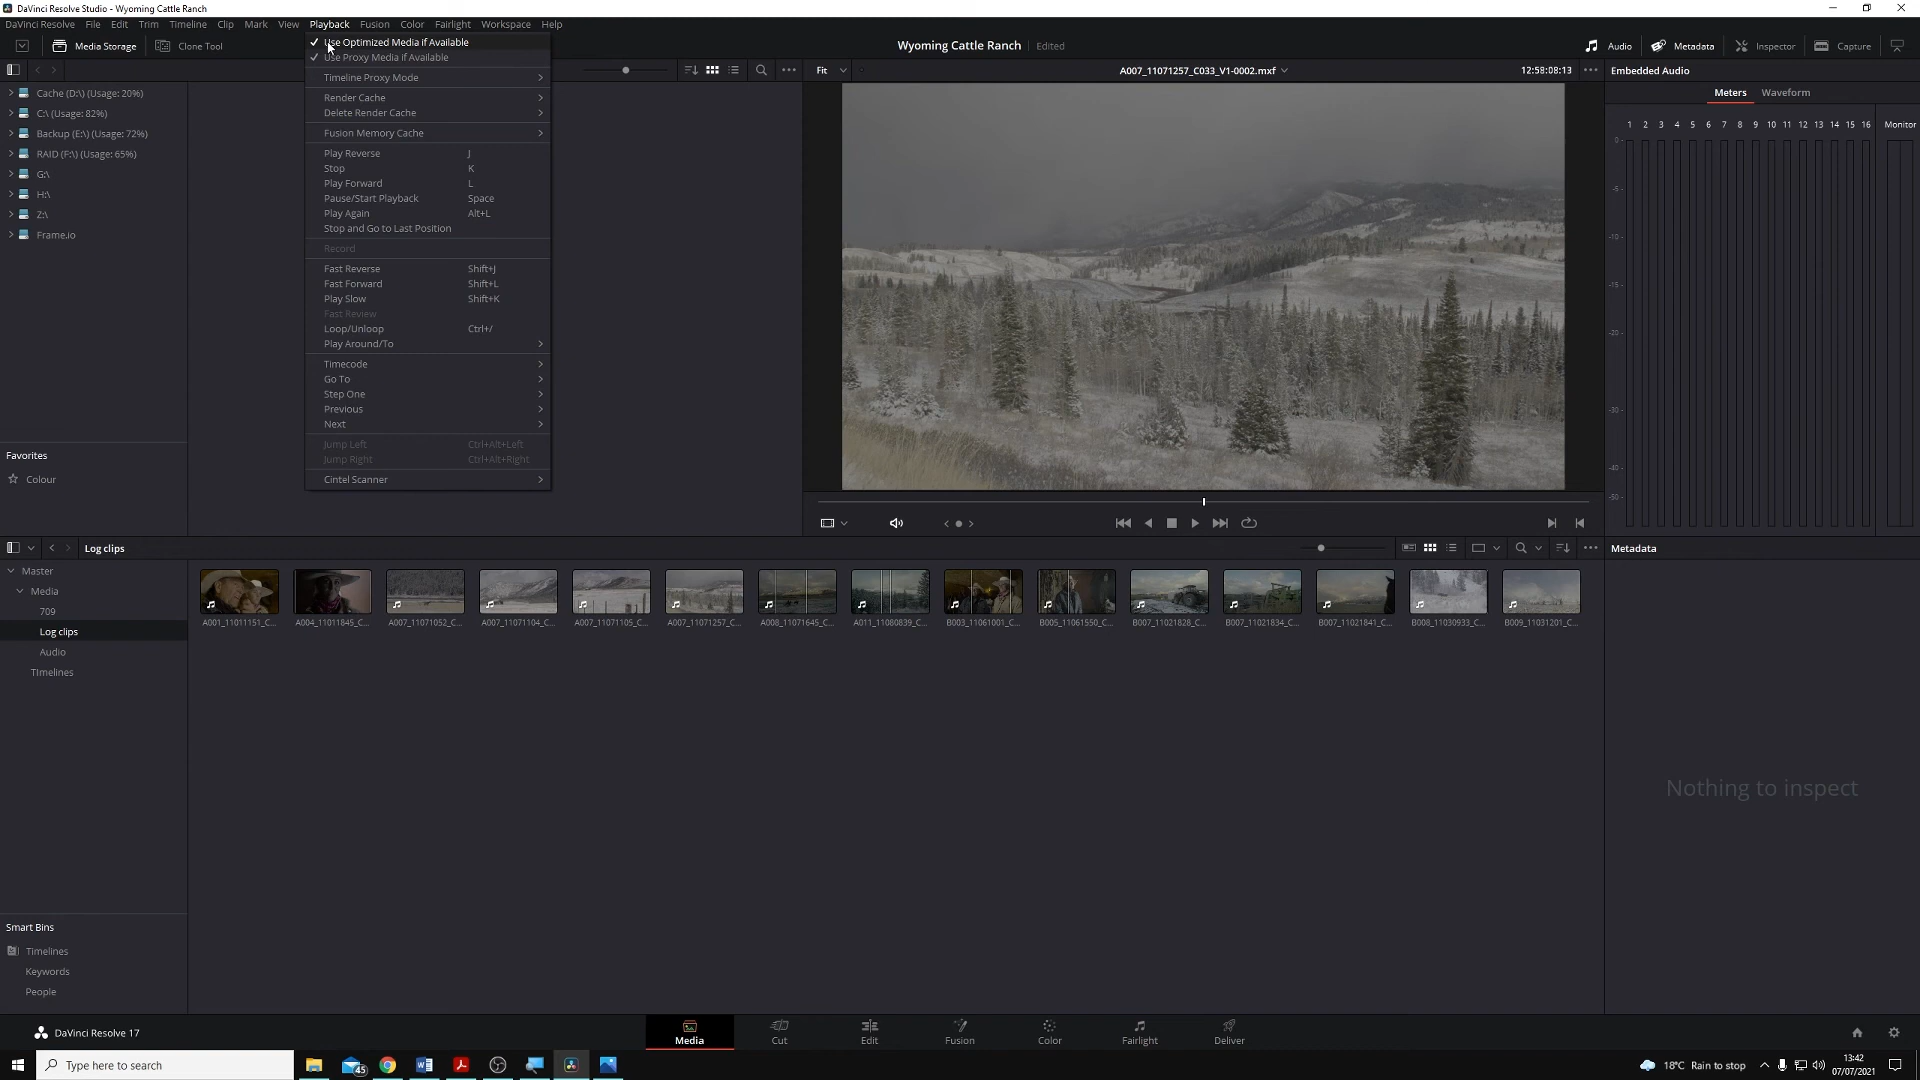 DaVinci Resolve Studio - Wyoming Cattle Ranch
DaVinci Resolve File Edit Trim Timeline Clip Mark View Playback Fusion Color Fairlight Workspace Help
Media Storage Clone Tool
Wyoming Cattle Ranch Edited
Audio Metadata Inspector Capture
Use Optimized Media if Available
Use Proxy Media if Available
Timeline Proxy Mode
Render Cache
Delete Render Cache
Fusion Memory Cache
Play Reverse J
Stop K
Play Forward L
Pause/Start Playback Space
Play Again Alt+L
Stop and Go to Last Position
Record
Fast Reverse Shift+J
Fast Forward Shift+L
Play Slow Shift+K
Fast Review
Loop/Unloop Ctrl+/
Play Around/To
Timecode
Go To
Step One
Previous
Next
Jump Left Ctrl+Alt+Left
Jump Right Ctrl+Alt+Right
Cintel Scanner
Cache (D:\) (Usage: 20%)
C:\ (Usage: 82%)
Backup (E:\) (Usage: 72%)
RAID (F:\) (Usage: 65%)
G:\
H:\
Z:\
Frame.io
Favorites
Colour
Fit A007_11071257_C033_V1-0002.mxf 12:58:08:13
Embedded Audio
Meters Waveform
1 2 3 4 5 6 7 8 9 10 11 12 13 14 15 16 Monitor
0
-5
-10
-15
-20
-30
-40
-50
Log clips
Metadata
Master
Media
709
Log clips
Audio
TImelines
A001_11011151_C... A004_11011845_C... A007_11071052_C... A007_11071104_C... A007_11071105_C... A007_11071257_C... A008_11071645_C... A011_11080839_C... B003_11061001_C... B005_11061550_C... B007_11021828_C... B007_11021834_C... B007_11021841_C... B008_11030933_C... B009_11031201_C...
Nothing to inspect
Smart Bins
Timelines
Keywords
People
DaVinci Resolve 17
Media Cut Edit Fusion Color Fairlight Deliver
Type here to search
45
18°C Rain to stop
13:42
07/07/2021